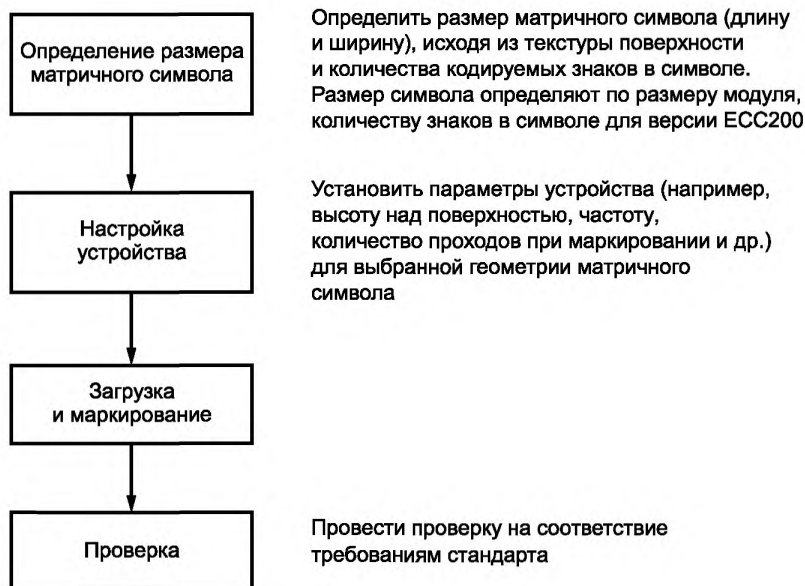 Определение размера
матричного символа
Определить размер матричного символа (длину
и ширину), исходя из текстуры поверхности
и количества кодируемых знаков в символе.
Размер символа определяют по размеру модуля,
количеству знаков в символе для версии ECC200
Настройка
устройства
Установить параметры устройства (например,
высоту над поверхностью, частоту,
количество проходов при маркировании и др.)
для выбранной геометрии матричного
символа
Загрузка
и маркирование
Проверка
Провести проверку на соответствие
требованиям стандарта